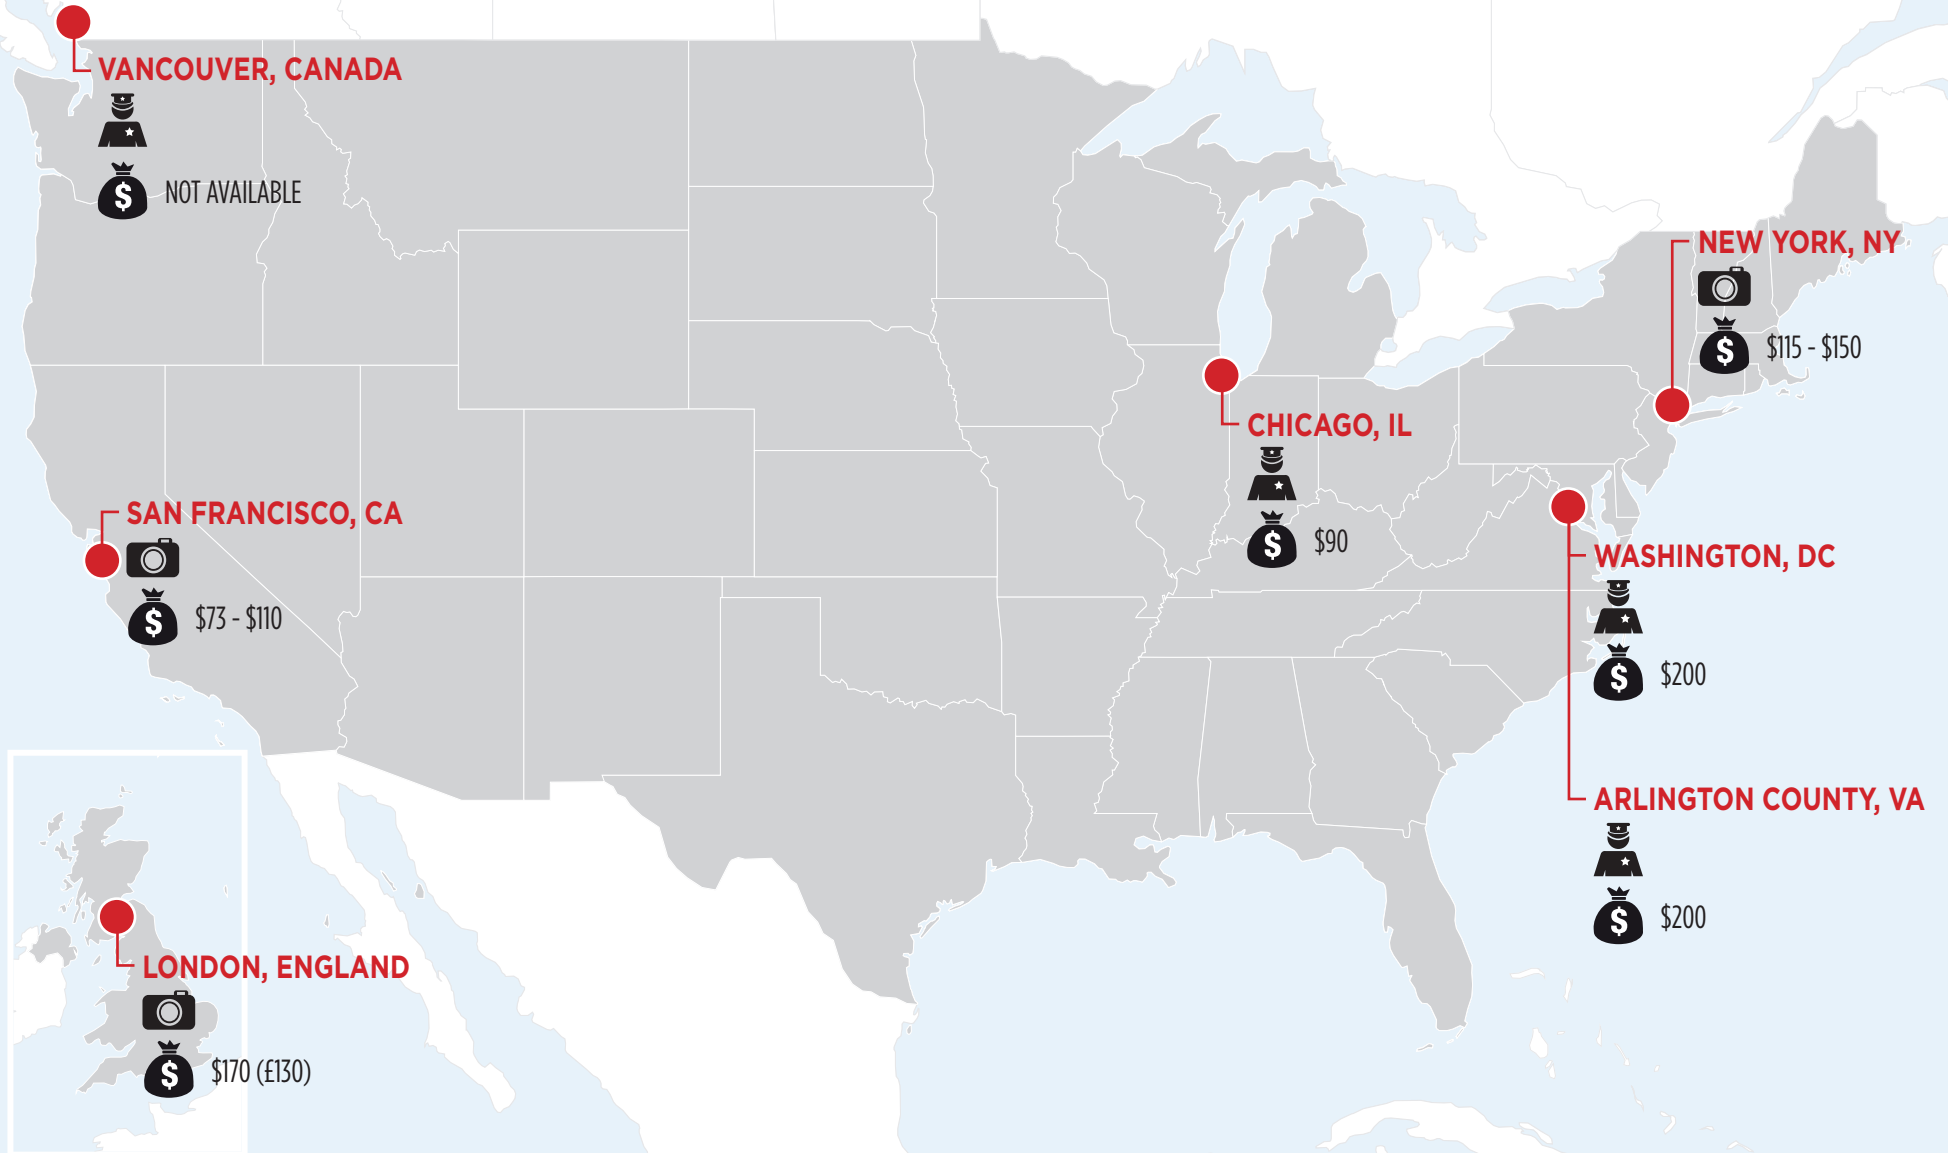 VANCOUVER, CANADA
$ NOT AVAILABLE
NEW YORK, NY
$ $115 - $150
CHICAGO, IL
$ $90
SAN FRANCISCO, CA
$ $73 - $110
WASHINGTON, DC
$ $200
ARLINGTON COUNTY, VA
$ $200
LONDON, ENGLAND
$ $170 (£130)